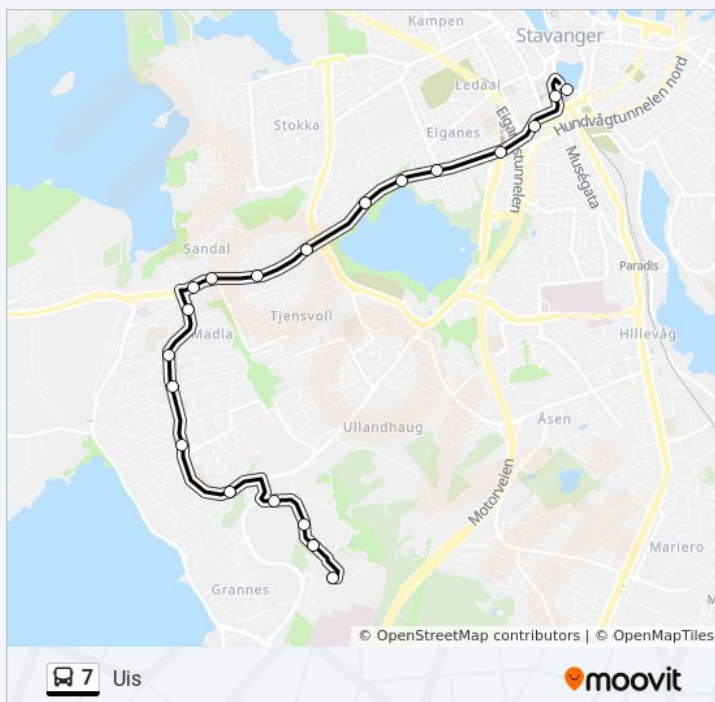 Kampen
Stavanger
Ledaal
Stokka
Eiganes
Hundvågtunnelen nord
Eiganestunnelen
Muségata
Sandal
Paradis
Tjensvoll
Madla
Hillevåg
Åsen
Ullandhaug
Motorveien
Mariero
Grannes
© OpenStreetMap contributors | © OpenMapTiles
7 Uis
moovit